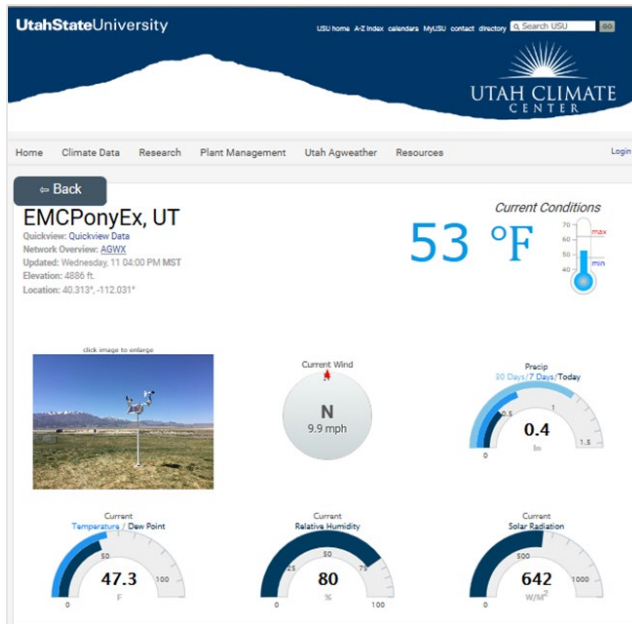 UtahStateUniversity
USU home A-Z Index calendars MyUSU contact directory Search USU GO
UTAH CLIMATE
CENTER
Home Climate Data Research Plant Management Utah Agweather Resources Login
⇦ Back
EMCPonyEx, UT
Quickview: Quickview Data
Network Overview: AGWX
Updated: Wednesday, 11 04:00 PM MST
Elevation: 4886 ft.
Location: 40.313°, -112.031°
Current Conditions
53 °F
70
max
60
50
min
40
click image to enlarge
Current Wind
N
9.9 mph
Precip
90 Days/7 Days/Today
0.5
1
0.4
In
0
1.5
Current
Temperature / Dew Point
50
47.3
100
F
0
Current
Relative Humidity
50
25
75
80
%
0
100
Current
Solar Radiation
500
642
1000
W/M²
0